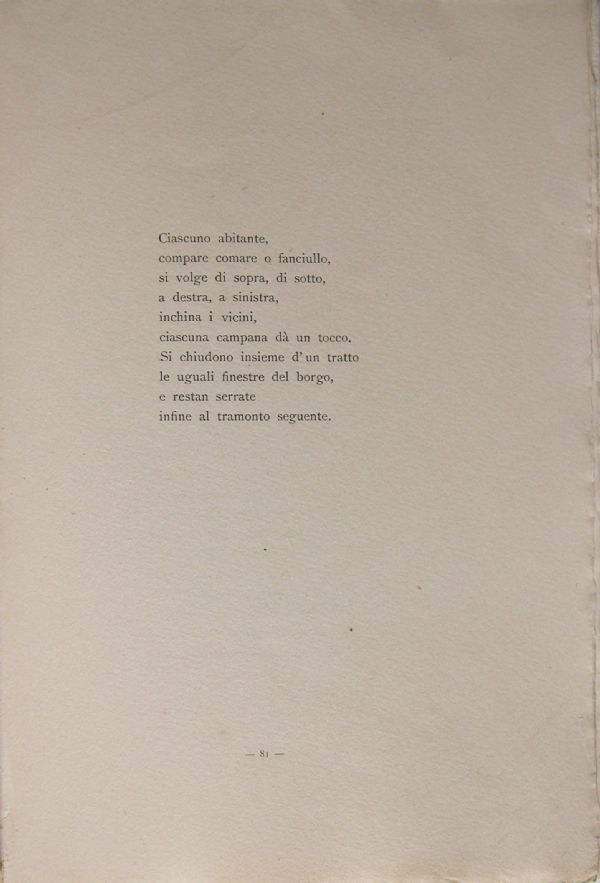 Ciascuno abitante,
compare comare o fanciullo,
si volge di sopra, di sotto,
a destra, a sinistra,
inchina i vicini,
ciascuna campana dà un tocco.
Si chiudono insieme d'un tratto
le uguali finestre del borgo,
e restan serrate
infine al tramonto seguente.
— 81 —